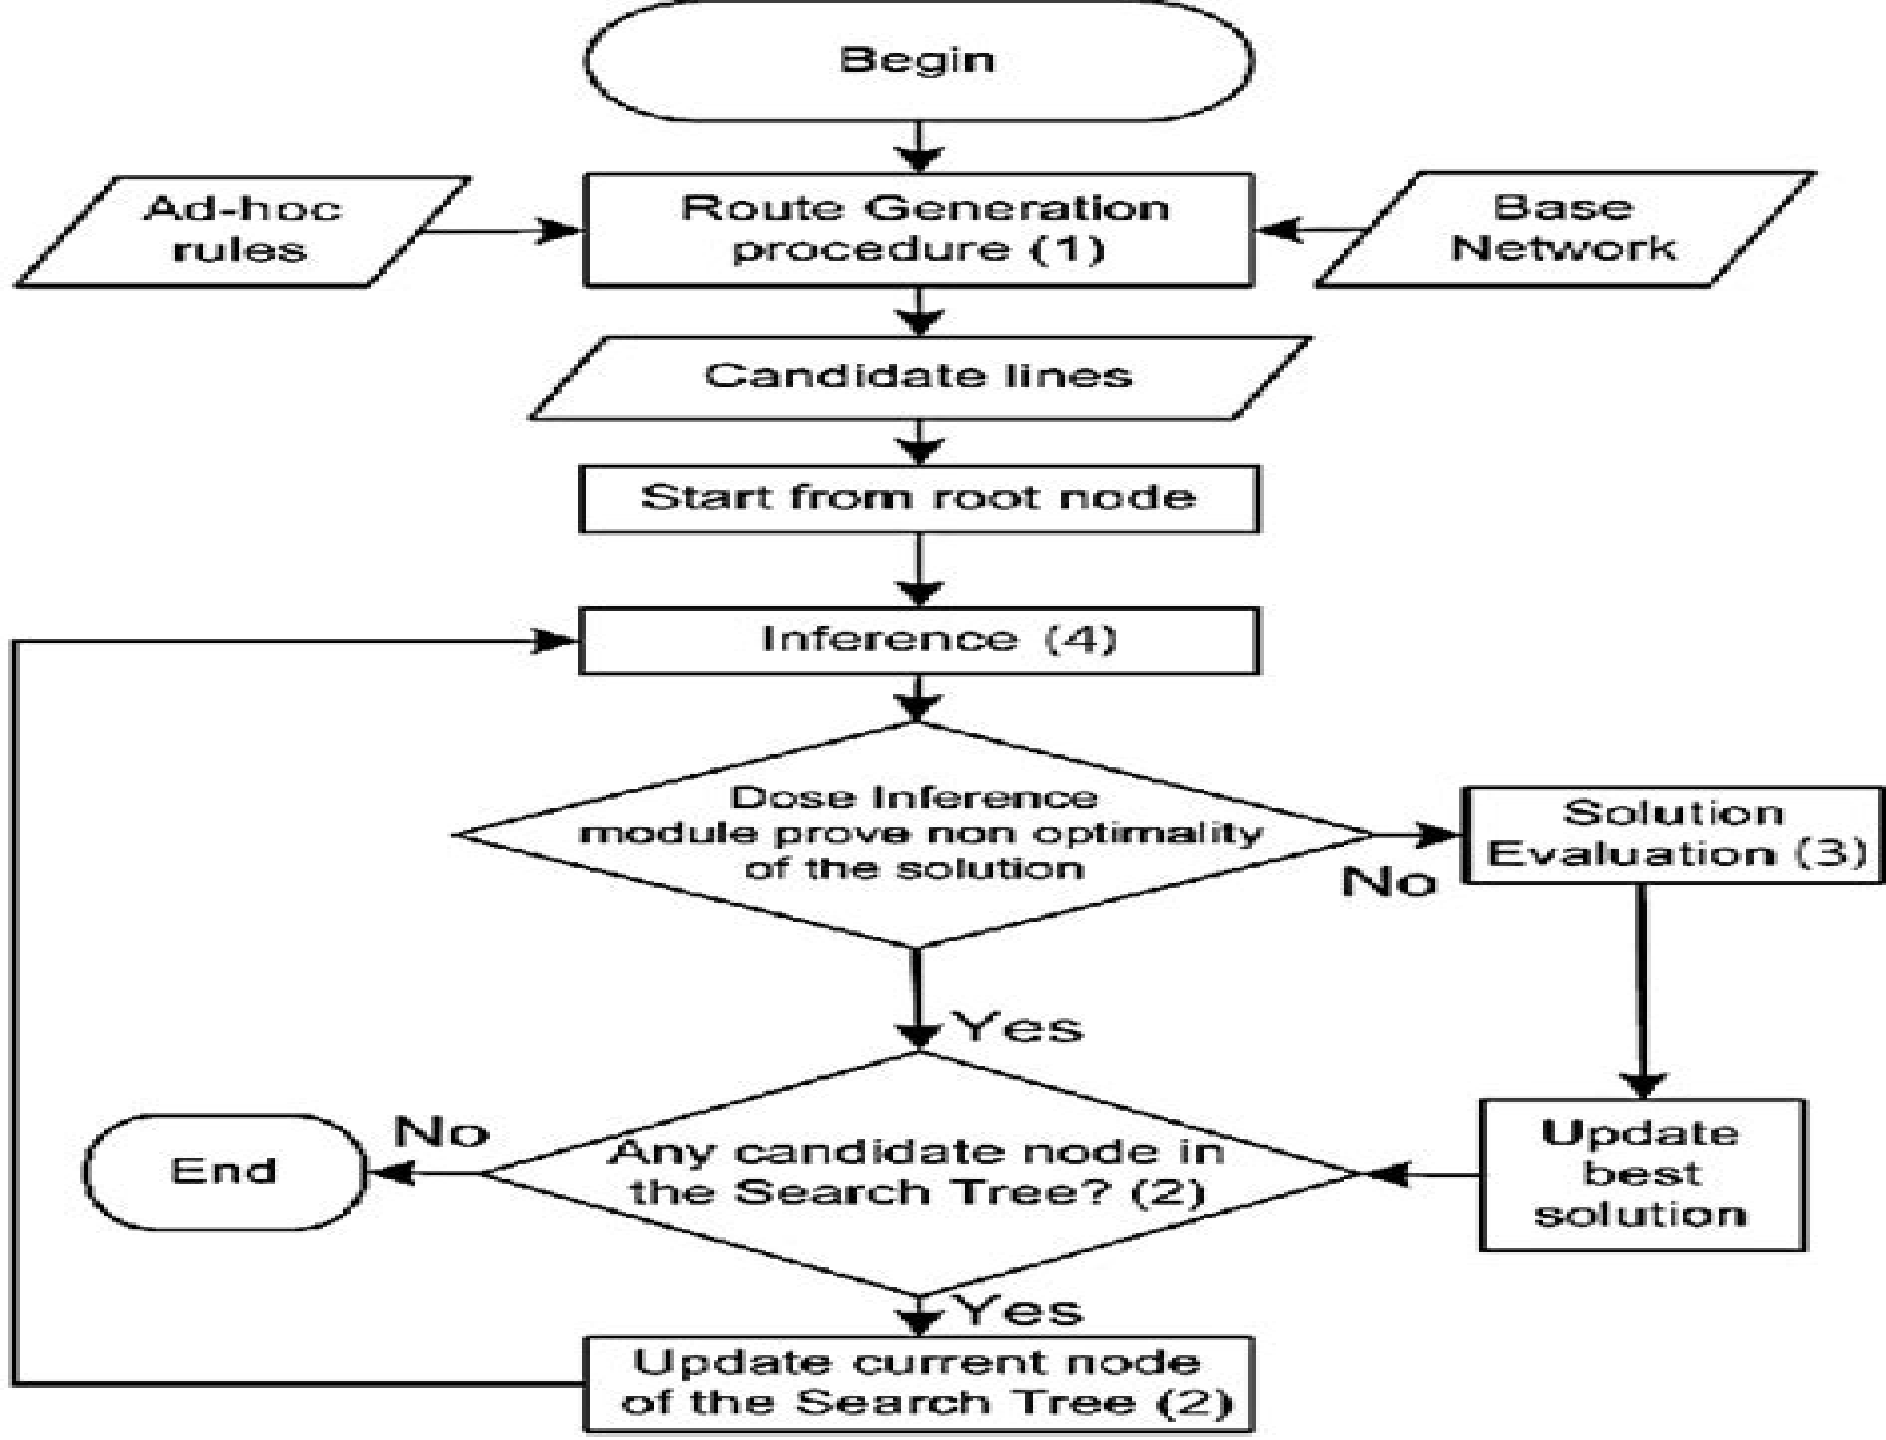 Begin
Ad-hoc
rules
Route Generation
procedure (1)
Base
Network
Candidate lines
Start from root node
Inference (4)
Dose Inference
module prove non optimality
of the solution
No
Solution
Evaluation (3)
Yes
Update
best
solution
Any candidate node in
the Search Tree? (2)
No
End
Yes
Update current node
of the Search Tree (2)